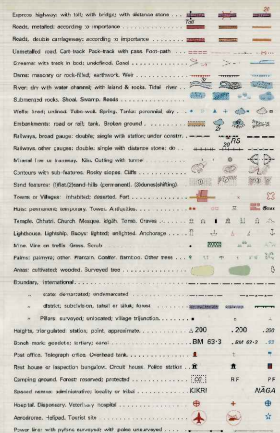 Express highway: with toll; with bridge; with distance stone
Roads, metalled: according to importance
Roads, double carriageway: according to importance
Unmetalled road. Cart-track. Pack-track with pass. Foot-path
Streams: with track in bed; undefined. Canal
Dams: masonry or rock-filled; earthwork. Weir
River: dry with water channel; with island & rocks. Tidal river
Submerged rocks. Shoal. Swamp. Reeds
Wells: lined; unlined. Tube-well. Spring. Tanks: perennial; dry
Embankments: road or rail; tank. Broken ground
Railways, broad gauge: double; single with station; under constrn. RS
Railways, other gauges: double; single with distance stone; do
Mineral line or tramway. Kiln. Cutting with tunnel
Contours with sub-features. Rocky slopes. Cliffs
Sand features: (1)flat. (2)sand-hills (permanent). (3)dunes(shifting)
Towns or Villages: inhabited; deserted. Fort
Huts: permanent; temporary. Tower. Antiquities
Temple. Chhatri. Church. Mosque. Idgah. Tomb. Graves
Lighthouse. Lightship. Buoys: lighted; unlighted. Anchorage
Mine. Vine on trellis. Grass. Scrub
Palms: palmyra; other. Plantain. Conifer. Bamboo. Other trees
Areas: cultivated; wooded. Surveyed tree
Boundary, international
" state: demarcated; undemarcated
" district; subdivision, tahsil or taluk; forest
" Pillars: surveyed; unlocated; village trijunction
Heights, triangulated: station; point; approximate 200 .200 .200
Bench-mark: geodetic; tertiary; canal .BM 63·3 .BM 63·3 .63
Post office. Telegraph office. Overhead tank
Rest house or inspection bungalow. Circuit house. Police station
Camping ground. Forest: reserved; protected CG RF PF
Spaced names: administrative; locality or tribal KIKRI NĀGA
Hospital. Dispensary. Veterinary hospital
Aerodrome. Helipad. Tourist site
Power line: with pylons surveyed; with poles unsurveyed